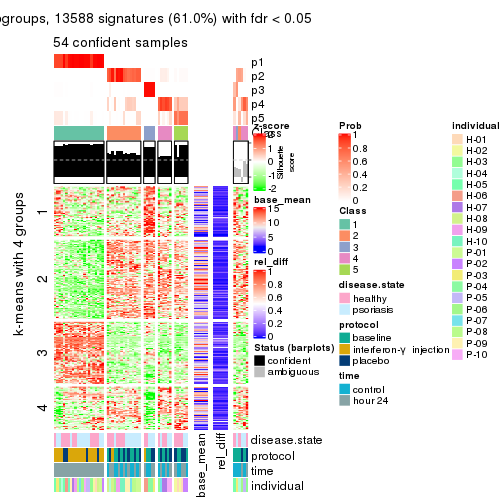 ogroups, 13588 signatures (61.0%) with fdr < 0.05
54 confident samples
p1
p2
p3
p4
p5
Class
Silhouette
score
k-means with 4 groups
1
2
3
4
base_mean
rel_diff
disease.state
protocol
time
individual
z-score
2
1
0
-1
-2
base_mean
15
10
5
0
rel_diff
1
0.8
0.6
0.4
0.2
0
Status (barplots)
confident
ambiguous
Prob
1
0.8
0.6
0.4
0.2
0
Class
1
2
3
4
5
disease.state
healthy
psoriasis
protocol
baseline
interferon-γ injection
placebo
time
control
hour 24
individual
H-01
H-02
H-03
H-04
H-05
H-06
H-07
H-08
H-09
H-10
P-01
P-02
P-03
P-04
P-05
P-06
P-07
P-08
P-09
P-10